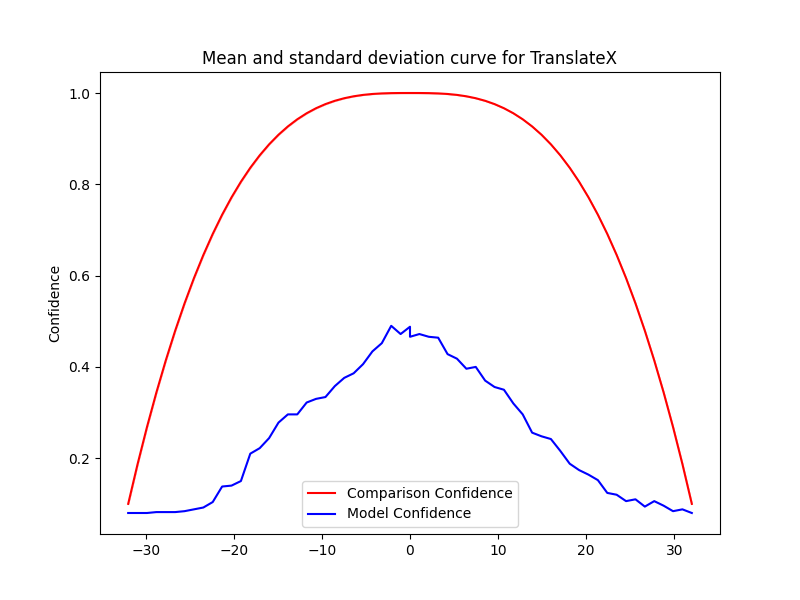 Mean and standard deviation curve for TranslateX
Confidence
1.0
0.8
0.6
0.4
0.2
Comparison Confidence
Model Confidence
−30 −20 −10 0 10 20 30